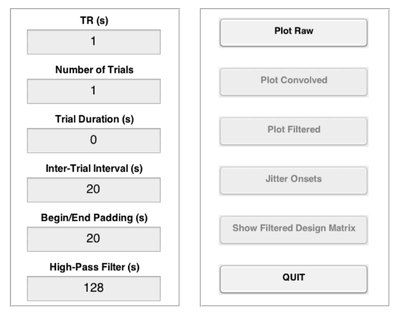 TR (s)
1
Number of Trials
1
Trial Duration (s)
0
Inter-Trial Interval (s)
20
Begin/End Padding (s)
20
High-Pass Filter (s)
128
Plot Raw
Plot Convolved
Plot Filtered
Jitter Onsets
Show Filtered Design Matrix
QUIT